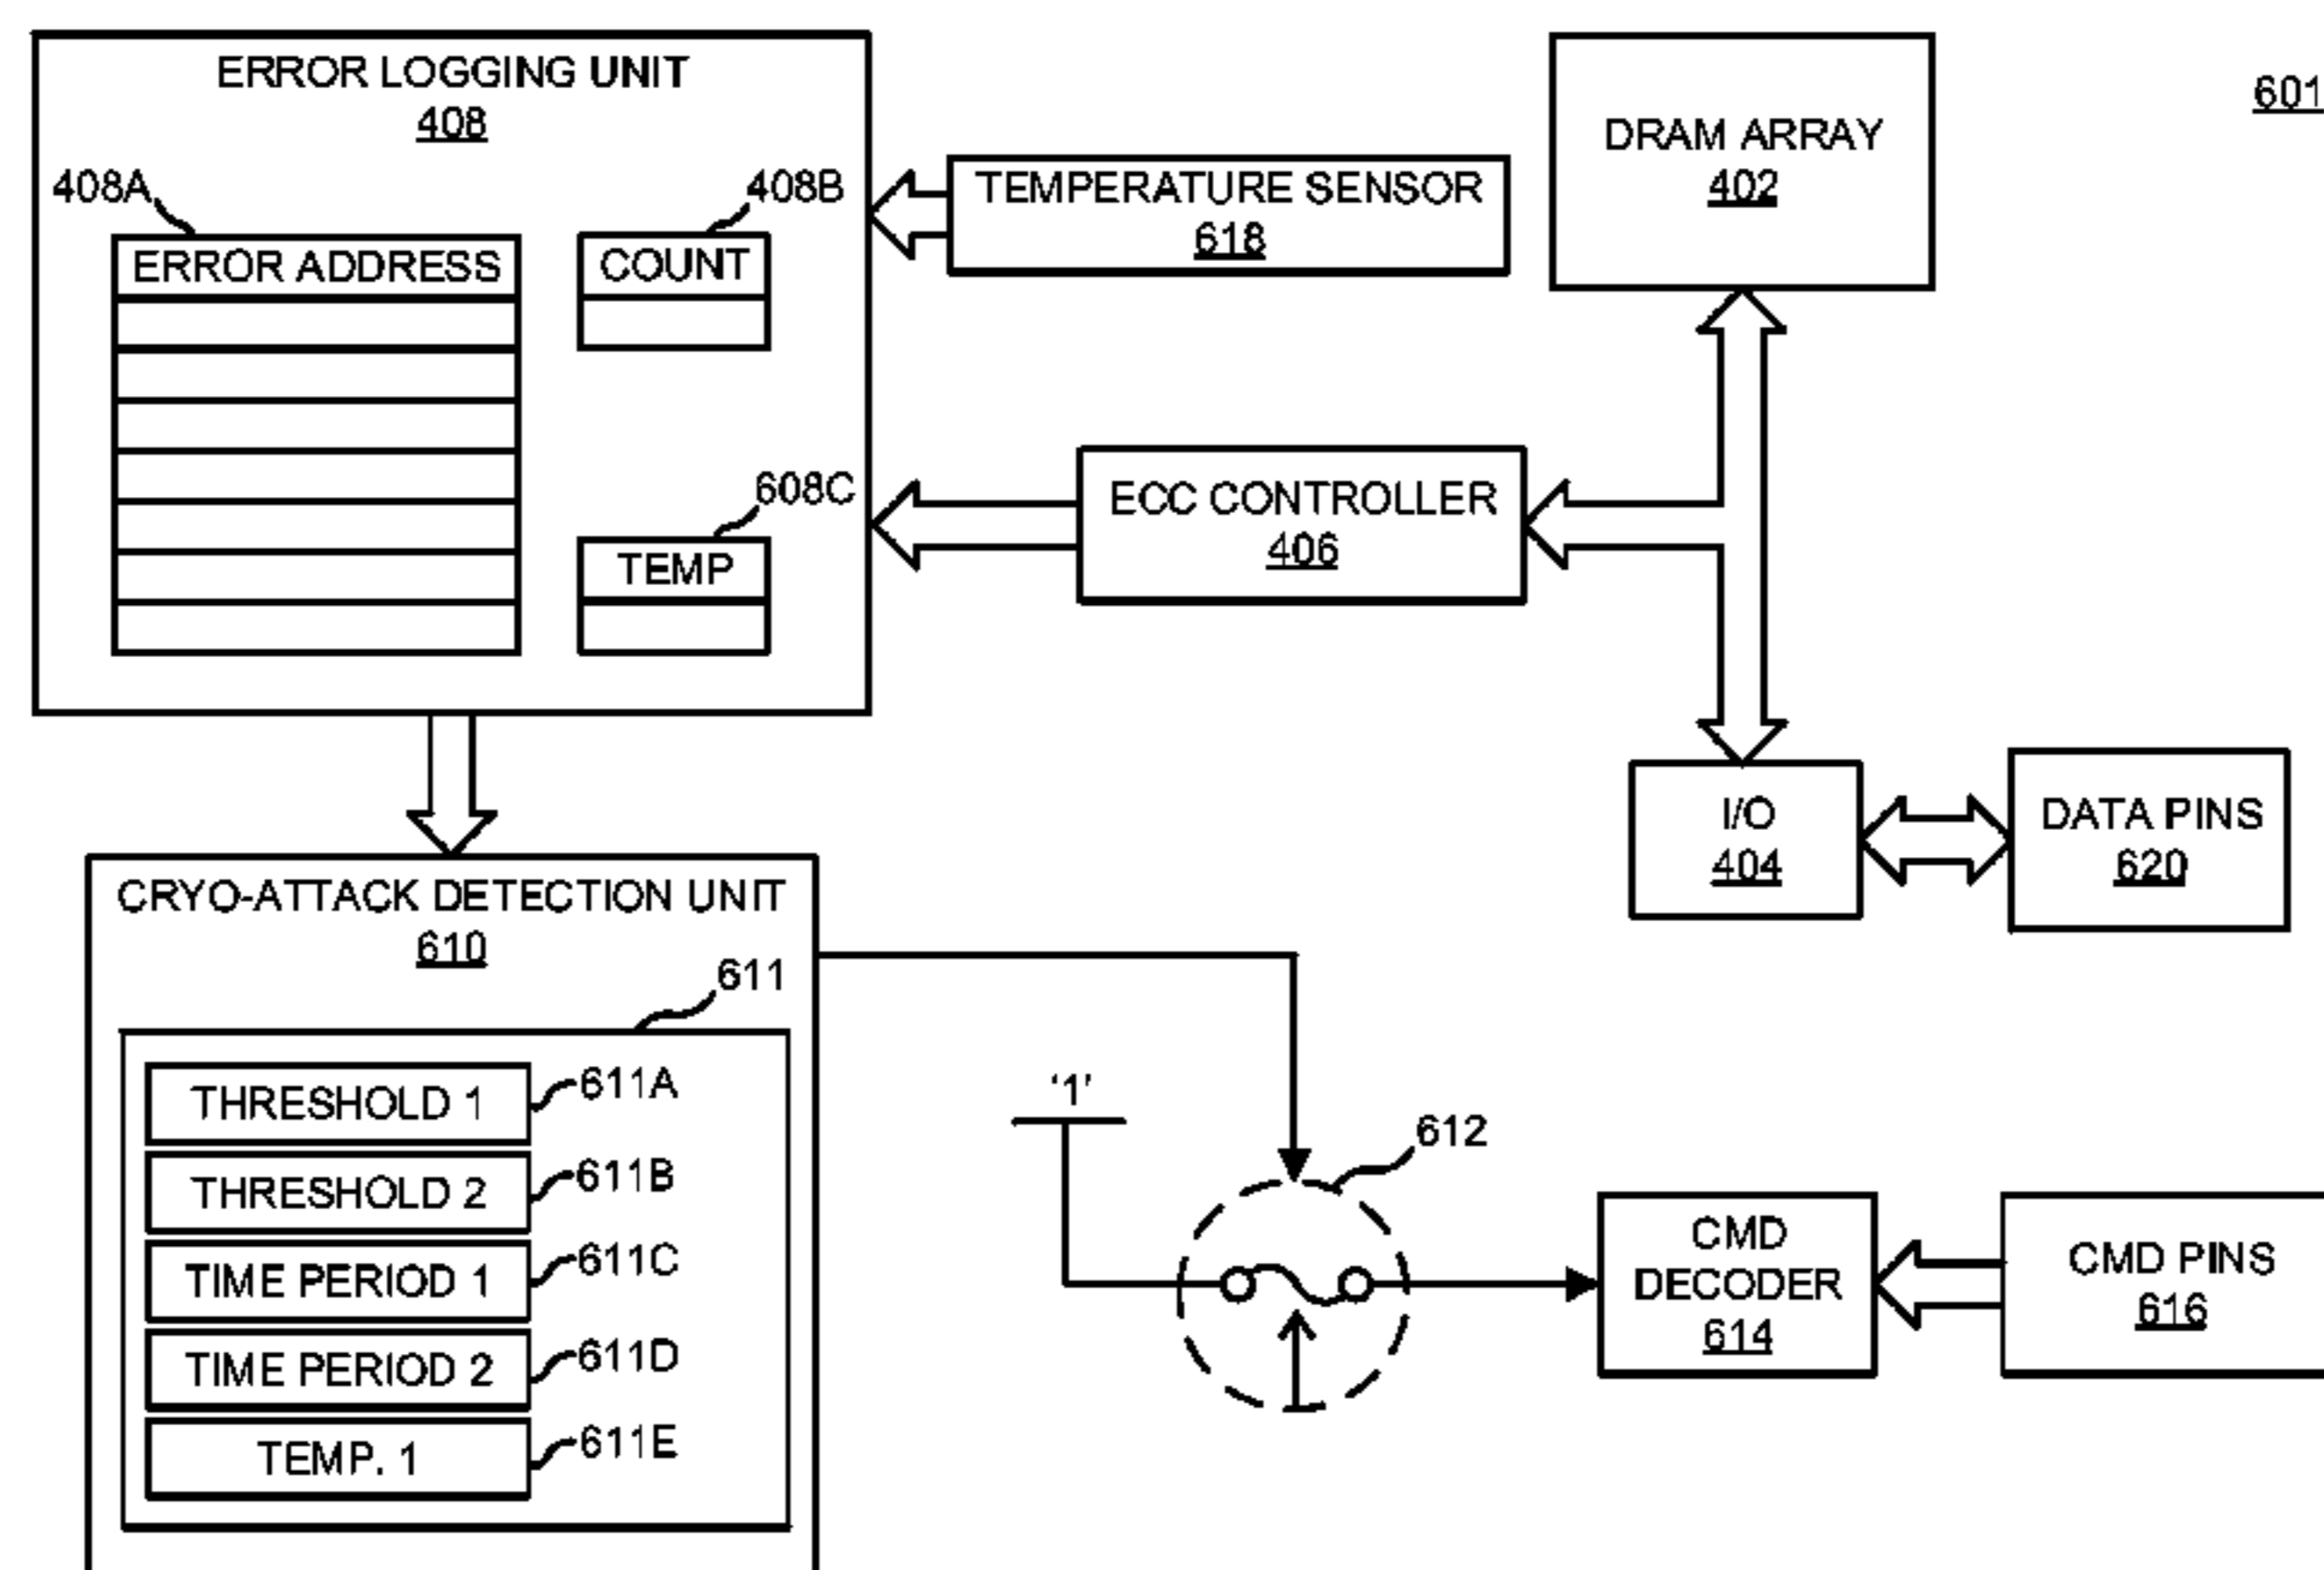 ERROR LOGGING UNIT
408
408A
408B
ERROR ADDRESS
COUNT
608C
TEMP
TEMPERATURE SENSOR
618
DRAM ARRAY
402
601
ECC CONTROLLER
406
I/O
404
DATA PINS
620
CRYO-ATTACK DETECTION UNIT
610
611
THRESHOLD 1
611A
THRESHOLD 2
611B
TIME PERIOD 1
611C
TIME PERIOD 2
611D
TEMP. 1
611E
'1'
612
CMD
DECODER
614
CMD PINS
616